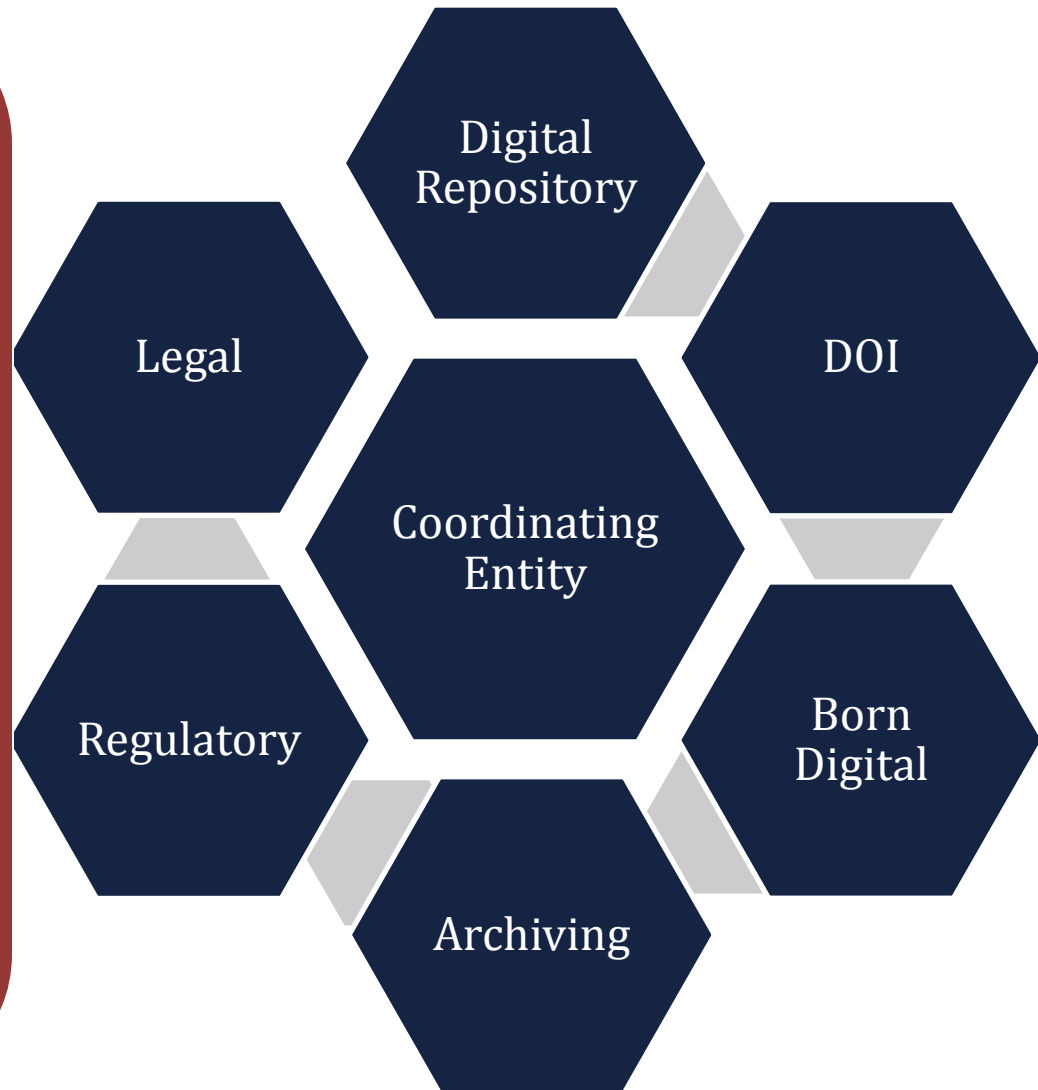 Digital
Repository
Legal
DOI
Coordinating
Entity
Regulatory
Born
Digital
Archiving